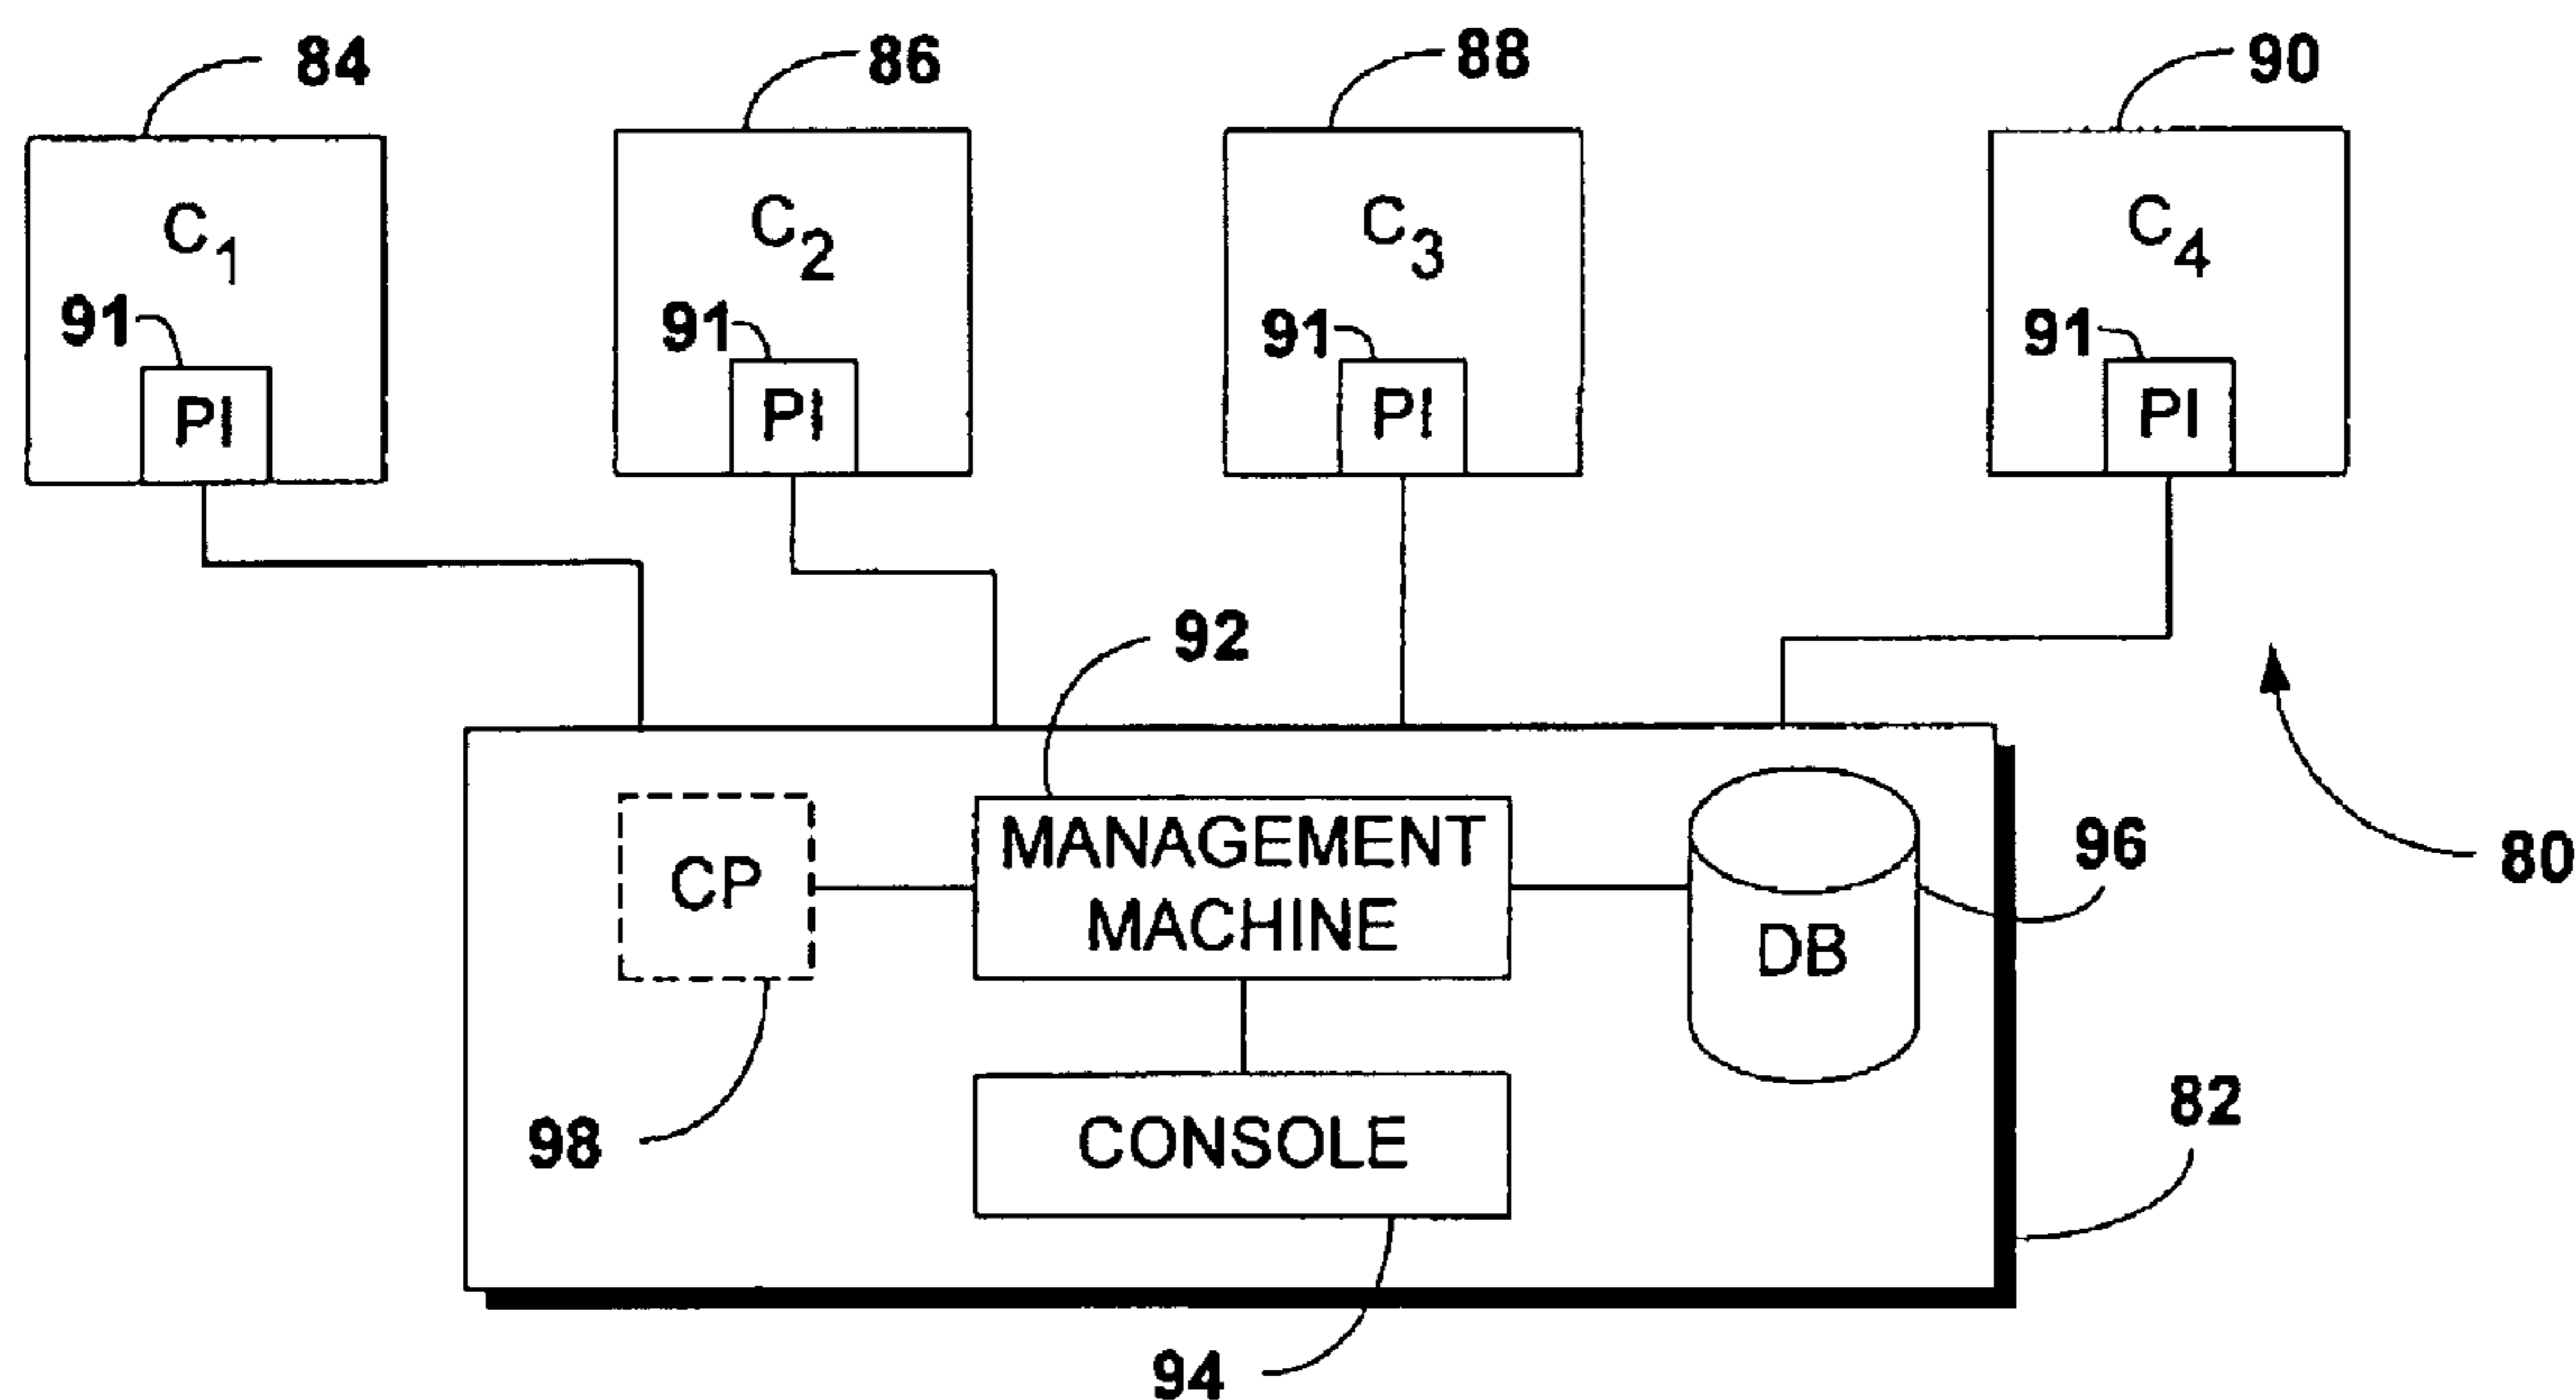 84
86
88
90
C1
C2
C3
C4
91
91
91
91
PI
PI
PI
PI
92
80
CP
MANAGEMENT
MACHINE
DB
96
98
CONSOLE
82
94